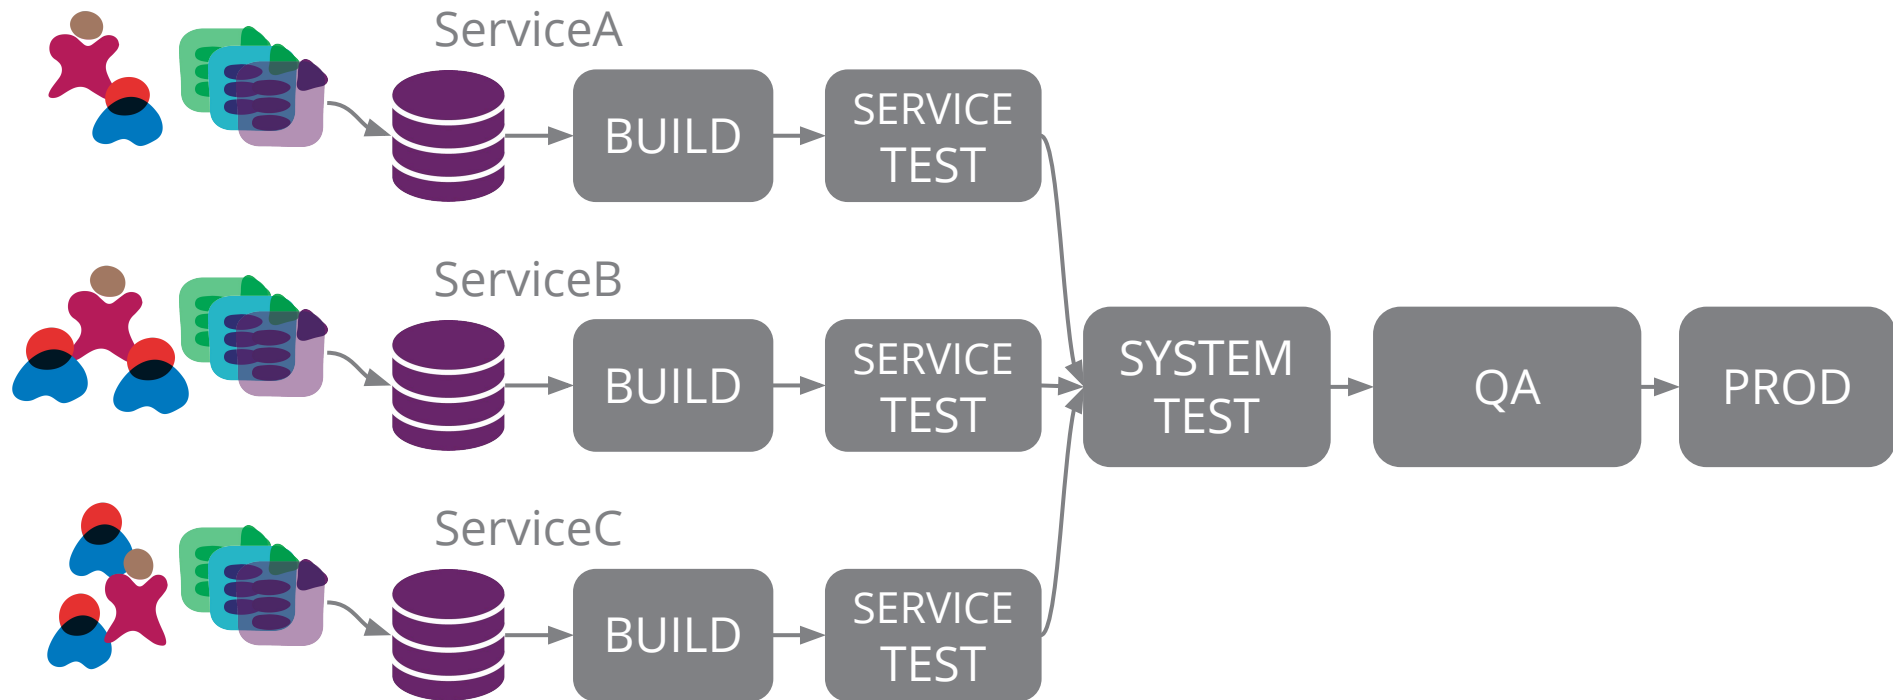 ServiceA
BUILD
SERVICE
TEST
ServiceB
BUILD
SERVICE
TEST
SYSTEM
TEST
QA
PROD
ServiceC
BUILD
SERVICE
TEST